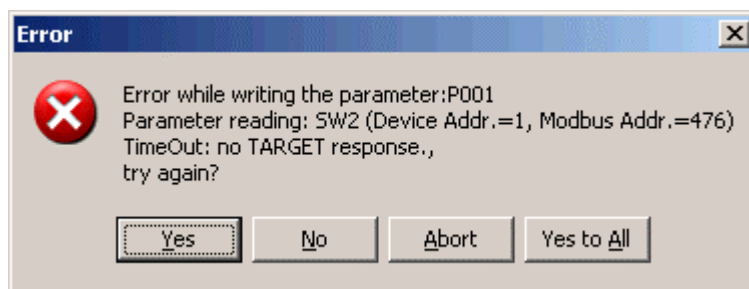 Error
Error while writing the parameter:P001
Parameter reading: SW2 (Device Addr.=1, Modbus Addr.=476)
TimeOut: no TARGET response.,
try again?
Yes No Abort Yes to All